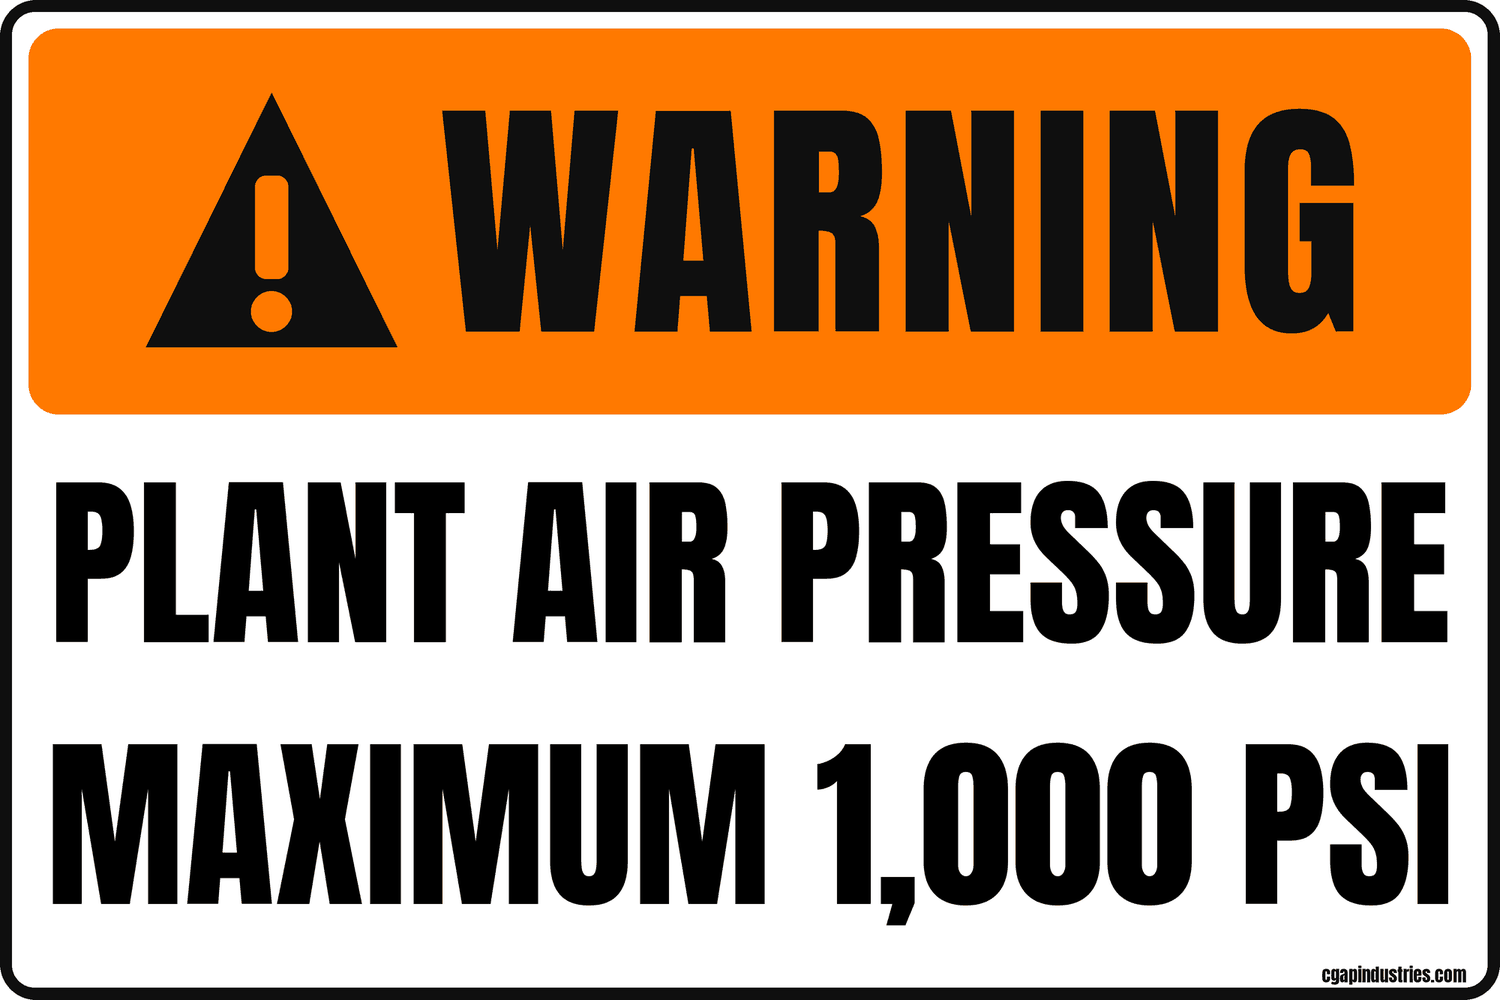 WARNING
PLANT AIR PRESSURE
MAXIMUM 1,000 PSI
cgapindustries.com